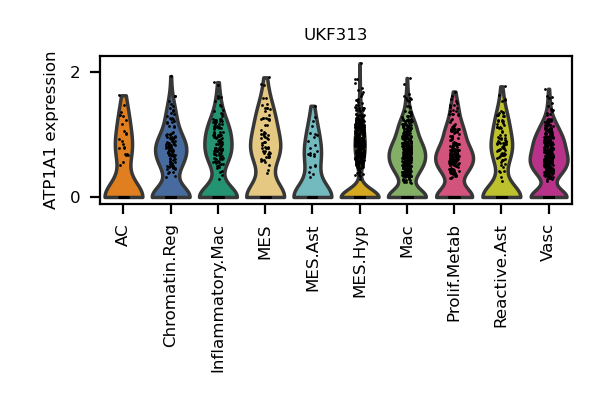 UKF313
ATP1A1 expression
2
0
AC
Chromatin.Reg
Inflammatory.Mac
MES
MES.Ast
MES.Hyp
Mac
Prolif.Metab
Reactive.Ast
Vasc